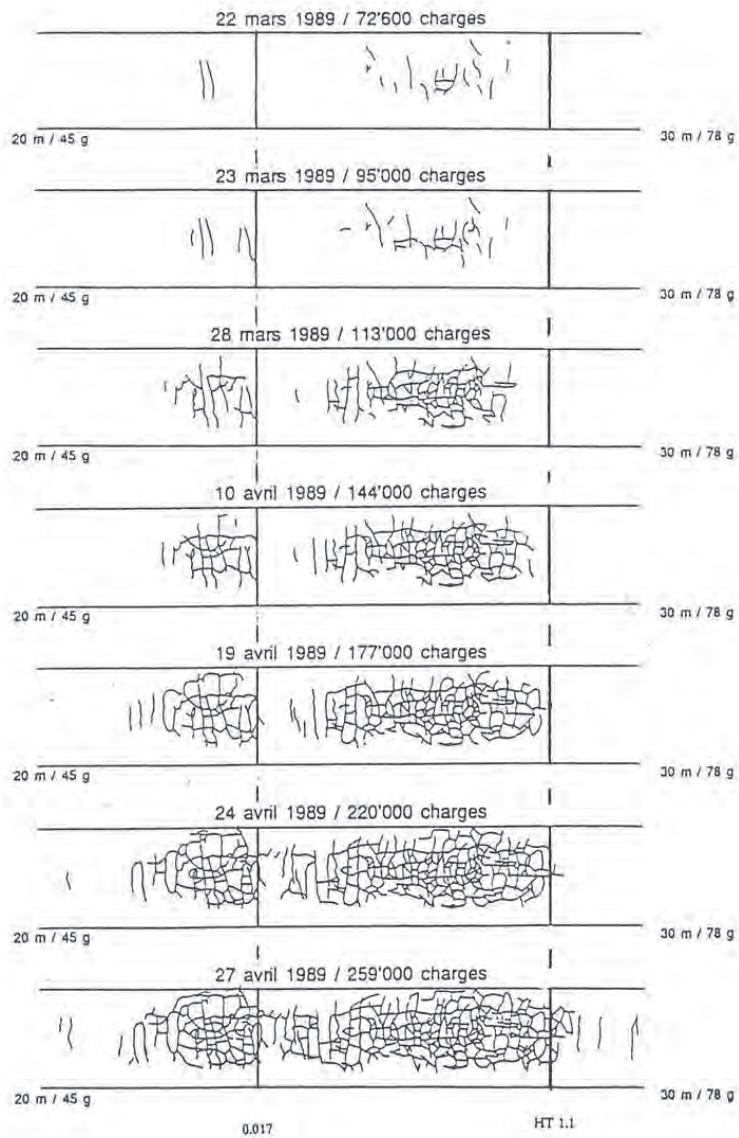 22 mars 1989 / 72'600 charges
20 m / 45 g
30 m / 78 g
23 mars 1989 / 95'000 charges
20 m / 45 g
30 m / 78 g
28 mars 1989 / 113'000 charges
20 m / 45 g
30 m / 78 g
10 avril 1989 / 144'000 charges
20 m / 45 g
30 m / 78 g
19 avril 1989 / 177'000 charges
20 m / 45 g
30 m / 78 g
24 avril 1989 / 220'000 charges
20 m / 45 g
30 m / 78 g
27 avril 1989 / 259'000 charges
20 m / 45 g
30 m / 78 g
0.017
HT 1.1